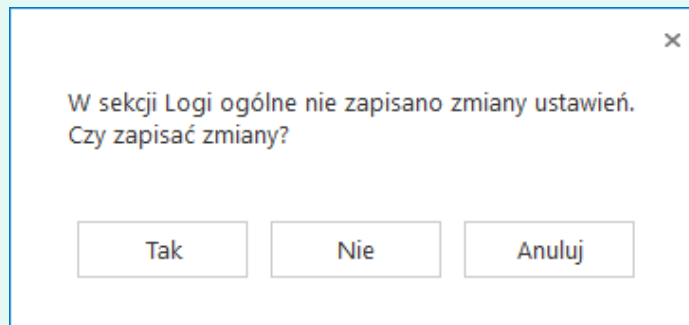 W sekcji Logi ogólne nie zapisano zmiany ustawień.
Czy zapisać zmiany?
Tak Nie Anuluj